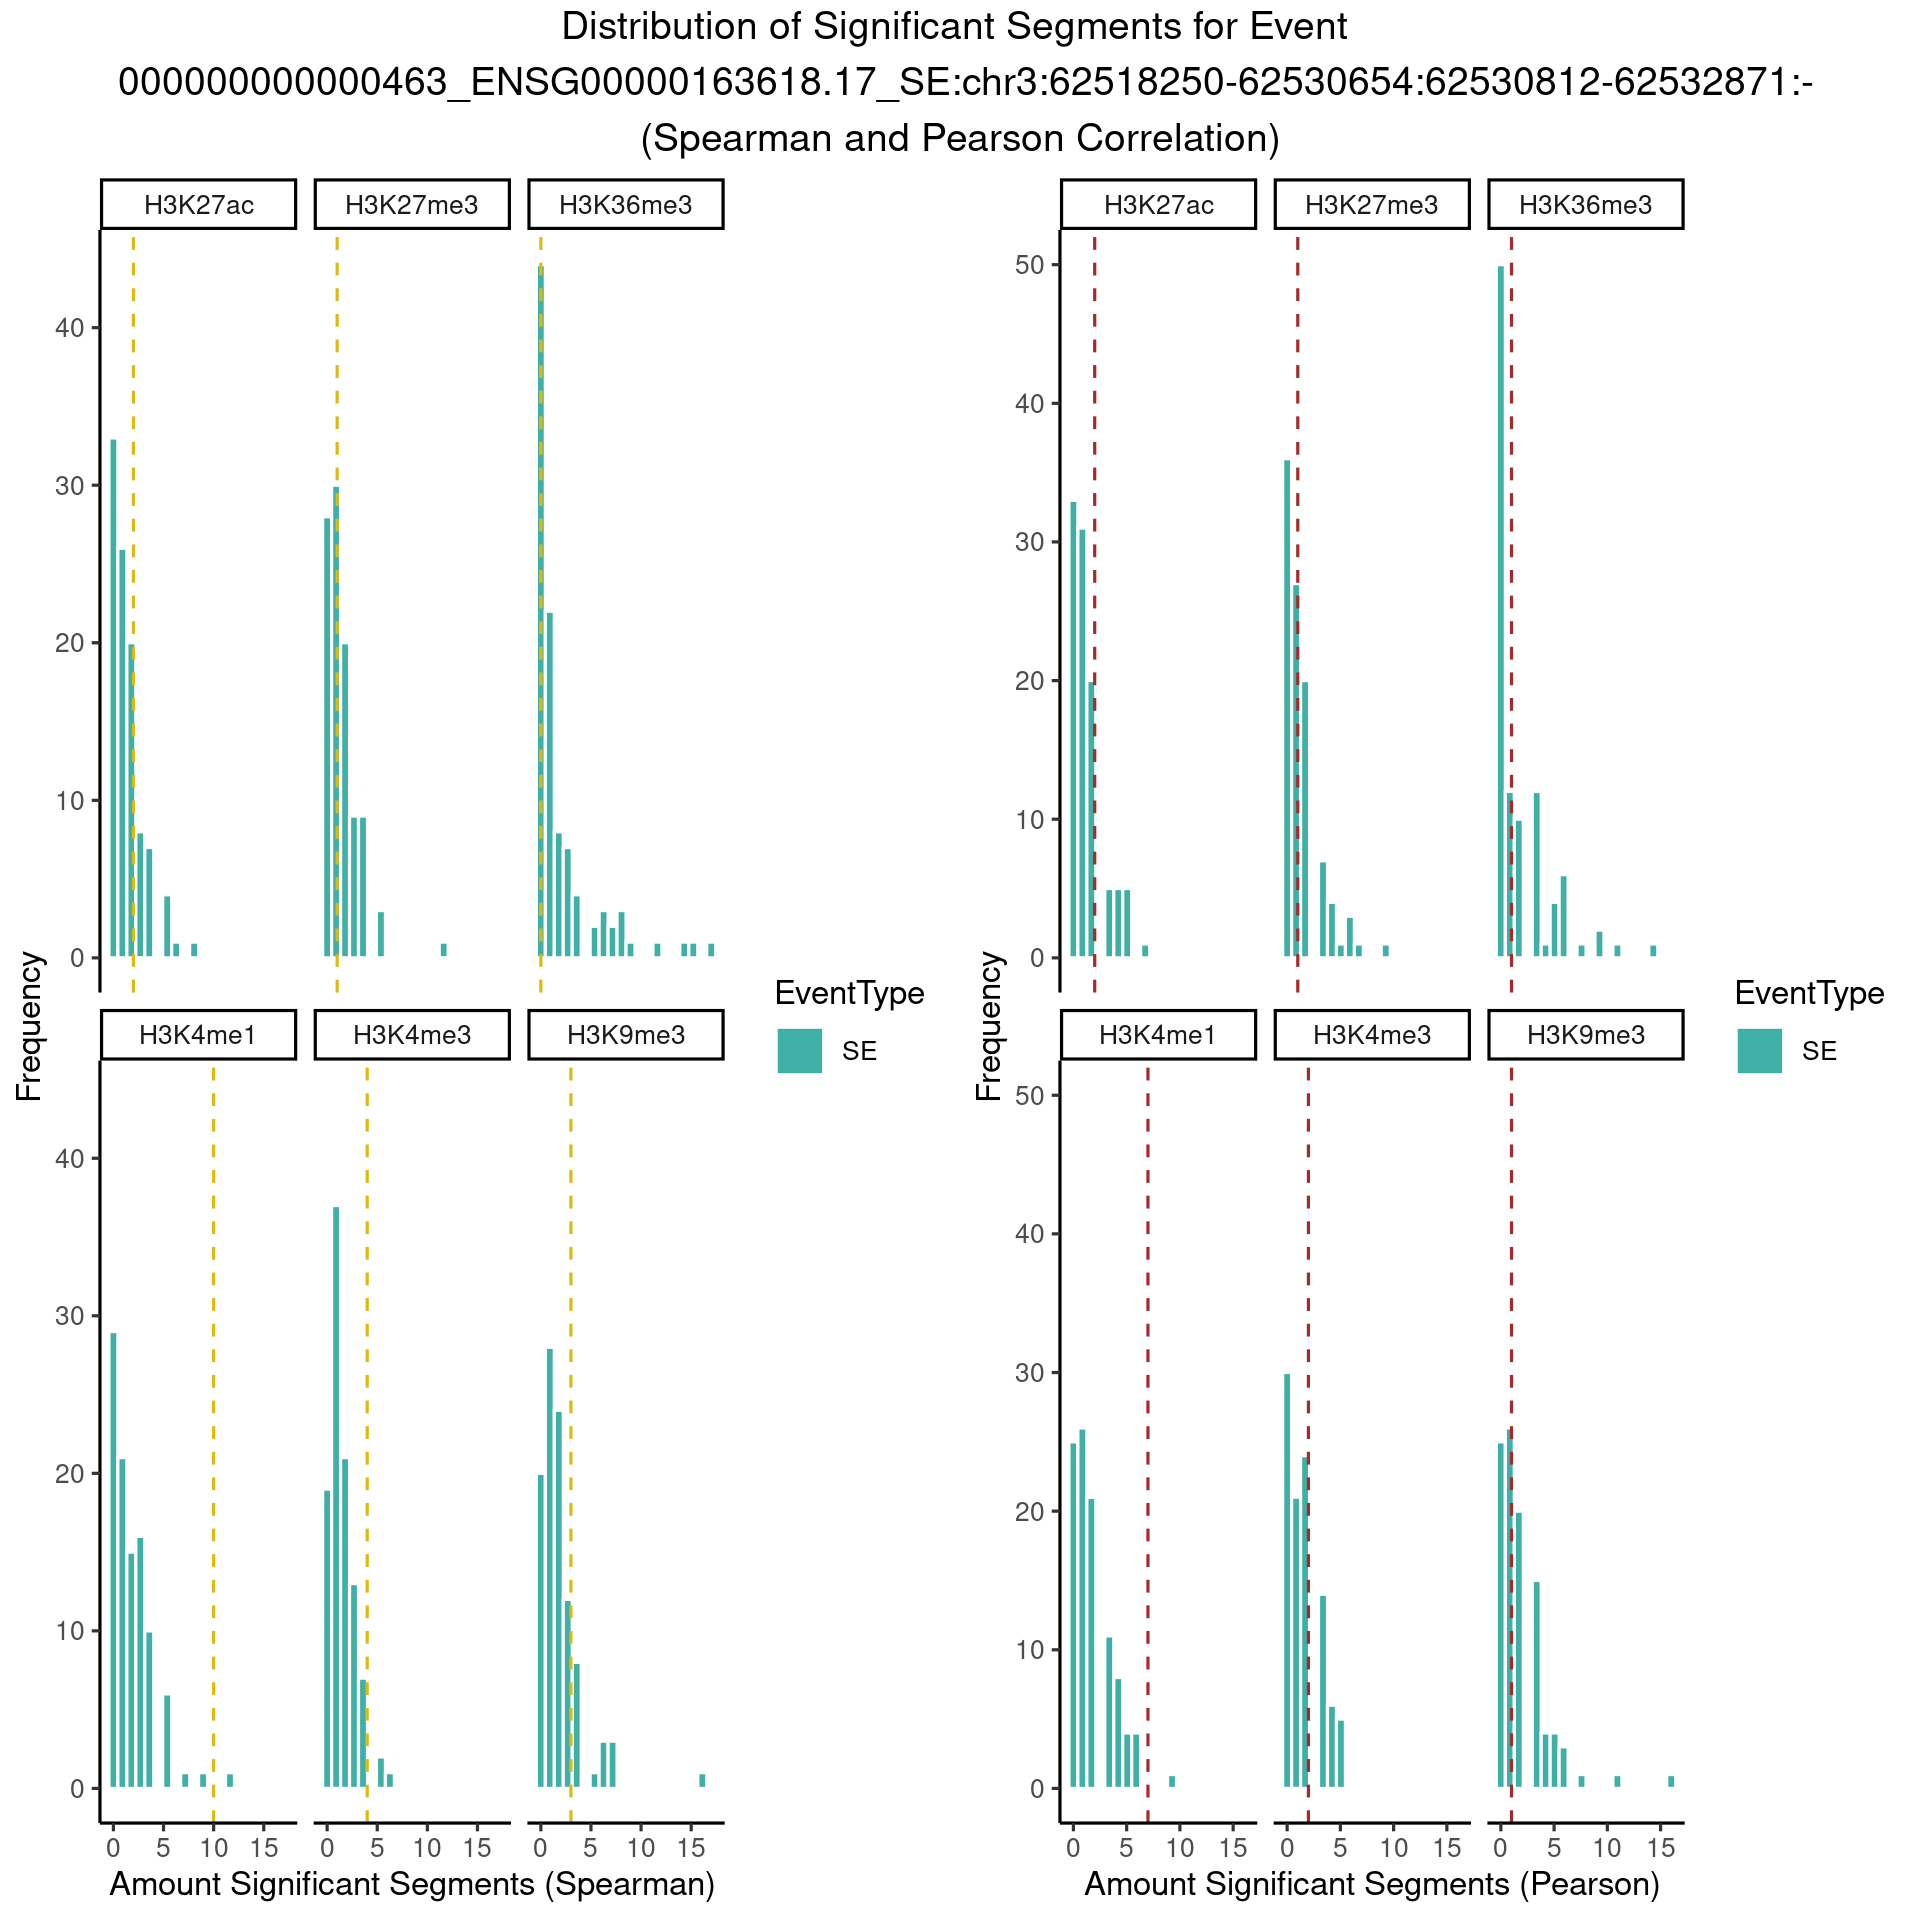 Distribution of Significant Segments for Event
000000000000463_ENSG00000163618.17_SE:chr3:62518250-62530654:62530812-62532871:-
(Spearman and Pearson Correlation)
H3K27ac
H3K27me3
H3K36me3
40
30
20
10
0
H3K4me1
H3K4me3
H3K9me3
40
30
20
10
0
0 5 10 15
0 5 10 15
0 5 10 15
Frequency
Amount Significant Segments (Spearman)
EventType
SE
H3K27ac
H3K27me3
H3K36me3
50
40
30
20
10
0
H3K4me1
H3K4me3
H3K9me3
50
40
30
20
10
0
0 5 10 15
0 5 10 15
0 5 10 15
Frequency
Amount Significant Segments (Pearson)
EventType
SE